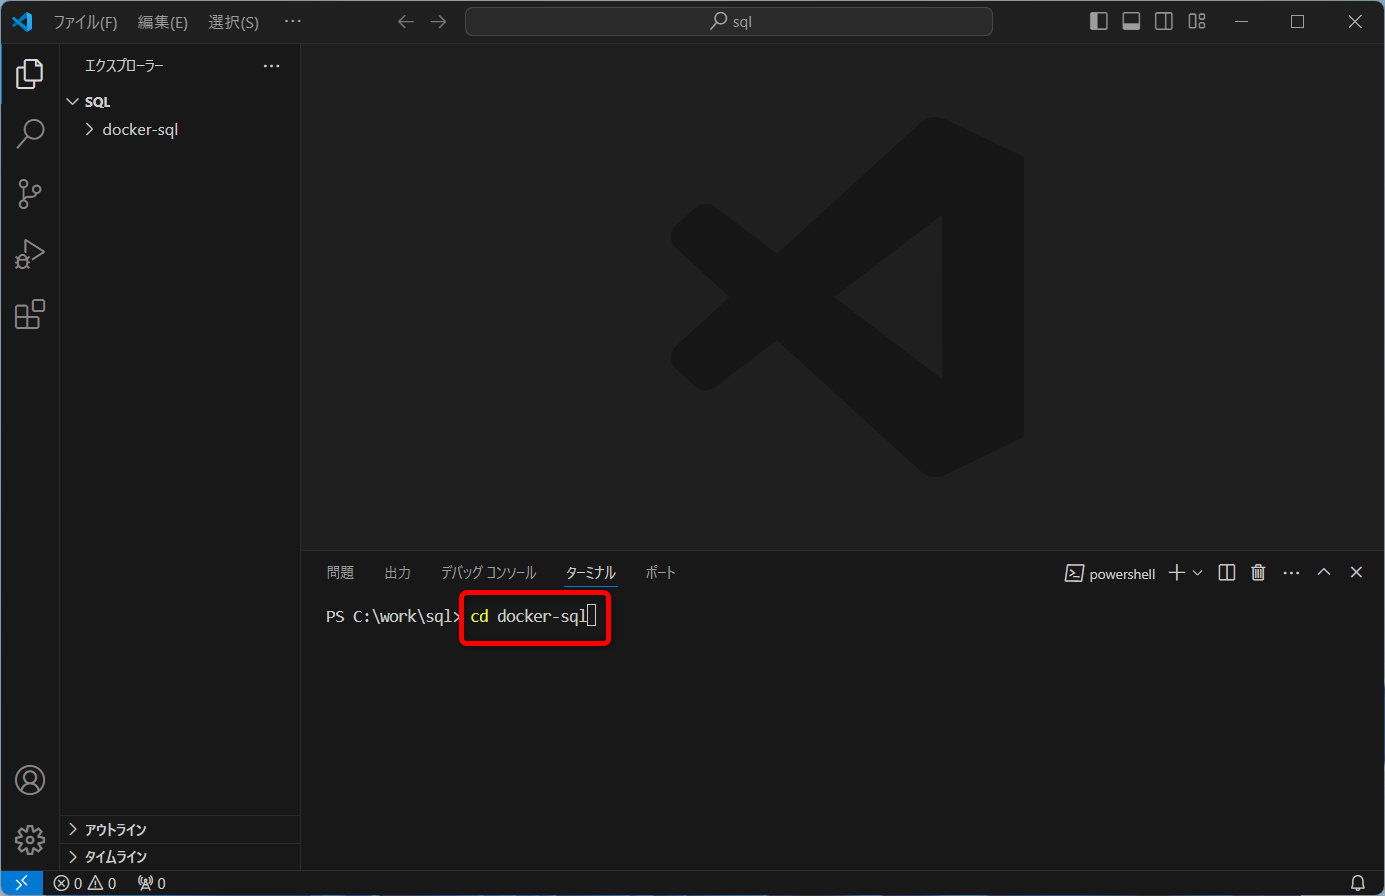 ファイル(F) 編集(E) 選択(S) … sql
エクスプローラー
SQL
docker-sql
問題 出力 デバッグ コンソール ターミナル ポート powershell
PS C:\work\sql> cd docker-sql
アウトライン
タイムライン
0 0 0